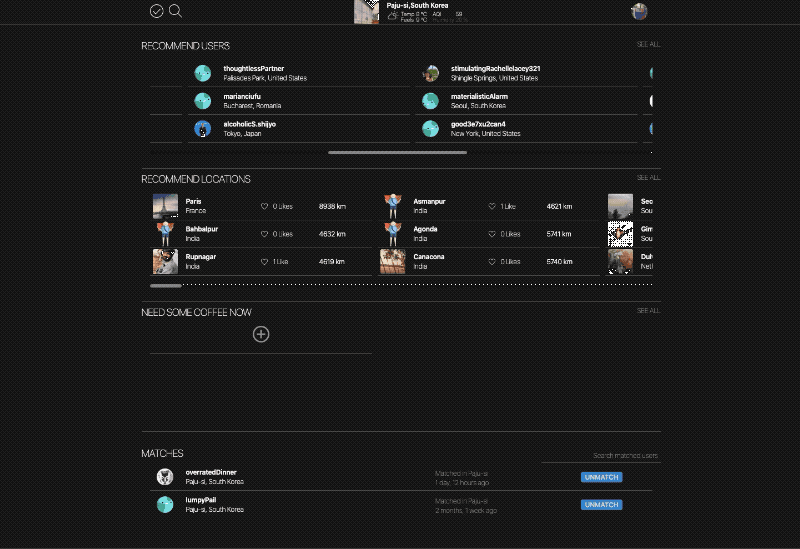 Paju-si,South Korea
Temp 0 °C AQI 59
Feels 0 °C
RECOMMEND USERS
SEE ALL
thoughtlessPartner
Palisades Park, United States
stimulatingRachellelacey321
Shingle Springs, United States
marianciufu
Bucharest, Romania
materialisticAlarm
Seoul, South Korea
alcoholicS.shijyo
Tokyo, Japan
good3e7xu2can4
New York, United States
RECOMMEND LOCATIONS
SEE ALL
Paris
France
0 Likes
8938 km
Asmanpur
India
1 Like
4621 km
Seo
Sou
Bahbalpur
India
0 Likes
4632 km
Agonda
India
0 Likes
5741 km
Gim
Sou
Rupnagar
India
1 Like
4619 km
Canacona
India
0 Likes
5740 km
Dul
Net
NEED SOME COFFEE NOW
SEE ALL
MATCHES
Search matched users
overratedDinner
Paju-si, South Korea
Matched in Paju-si
1 day, 12 hours ago
UNMATCH
lumpyPail
Paju-si, South Korea
Matched in Paju-si
2 months, 1 week ago
UNMATCH